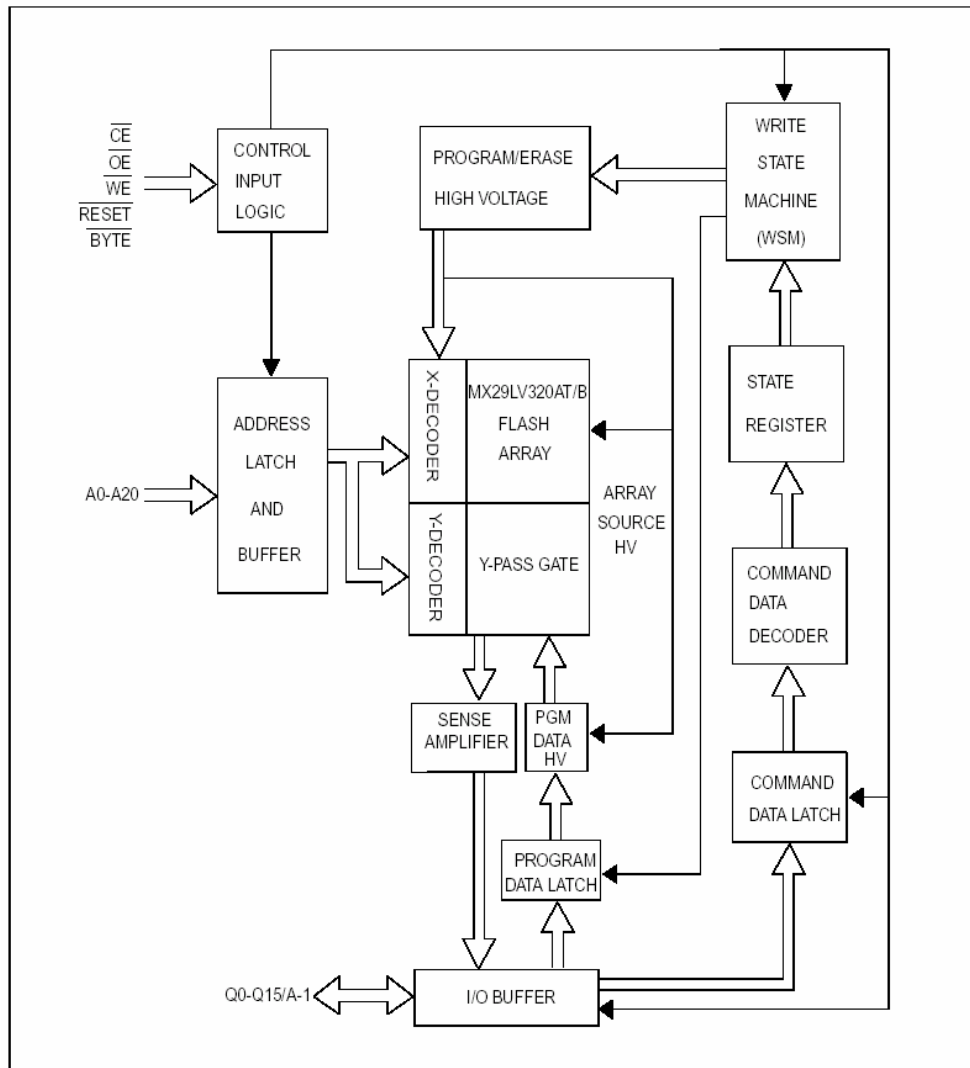 CE
OE
WE
RESET
BYTE
CONTROL
INPUT
LOGIC
PROGRAM/ERASE
HIGH VOLTAGE
WRITE
STATE
MACHINE
(WSM)
A0-A20
ADDRESS
LATCH
AND
BUFFER
X-DECODER
MX29LV320AT/B
FLASH
ARRAY
Y-DECODER
Y-PASS GATE
ARRAY
SOURCE
HV
STATE
REGISTER
COMMAND
DATA
DECODER
SENSE
AMPLIFIER
PGM
DATA
HV
COMMAND
DATA LATCH
PROGRAM
DATA LATCH
Q0-Q15/A-1
I/O BUFFER